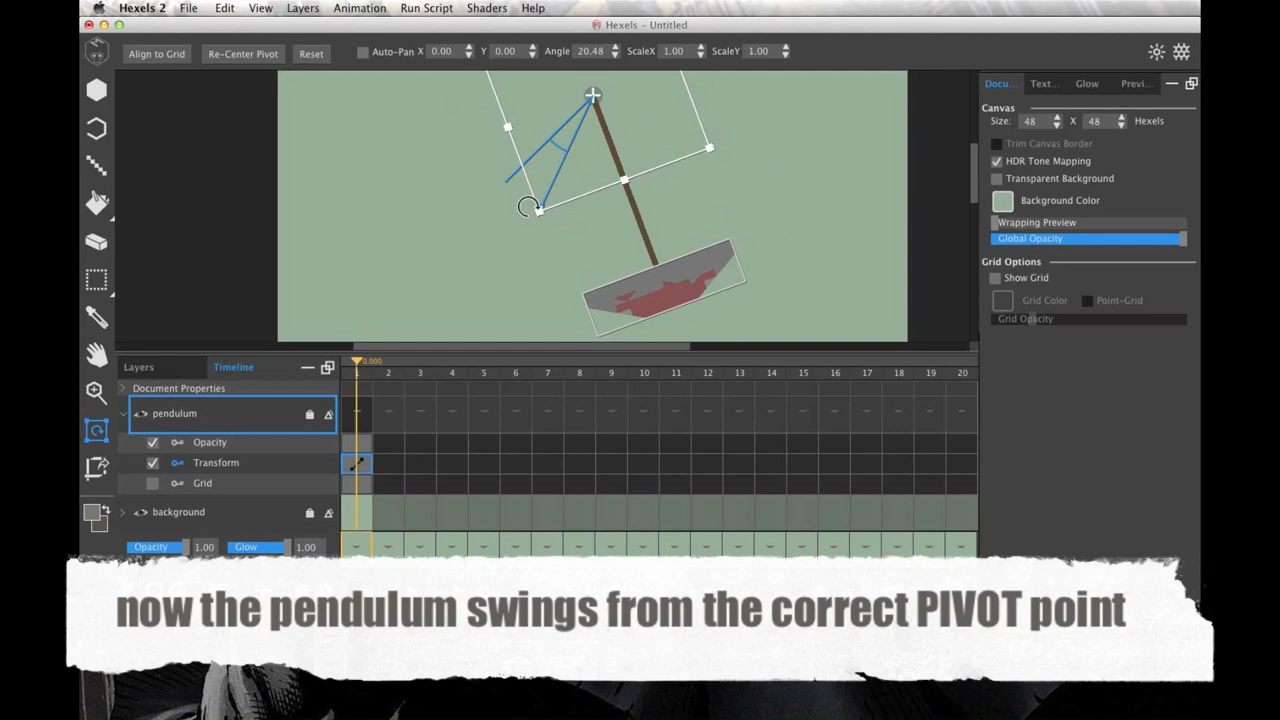 Hexels 2 File Edit View Layers Animation Run Script Shaders Help
Hexels - Untitled
Align to Grid Re-Center Pivot Reset Auto-Pan X 0.00 Y 0.00 Angle 20.48 ScaleX 1.00 ScaleY 1.00
Docu... Text... Glow Previ...
Canvas
Size: 48 X 48 Hexels
Trim Canvas Border
HDR Tone Mapping
Transparent Background
Background Color
Wrapping Preview
Global Opacity
Grid Options
Show Grid
Grid Color Point-Grid
Grid Opacity
Layers Timeline
0.000
1 2 3 4 5 6 7 8 9 10 11 12 13 14 15 16 17 18 19 20
Document Properties
pendulum
Opacity
Transform
Grid
background
Opacity 1.00 Glow 1.00
now the pendulum swings from the correct PIVOT point